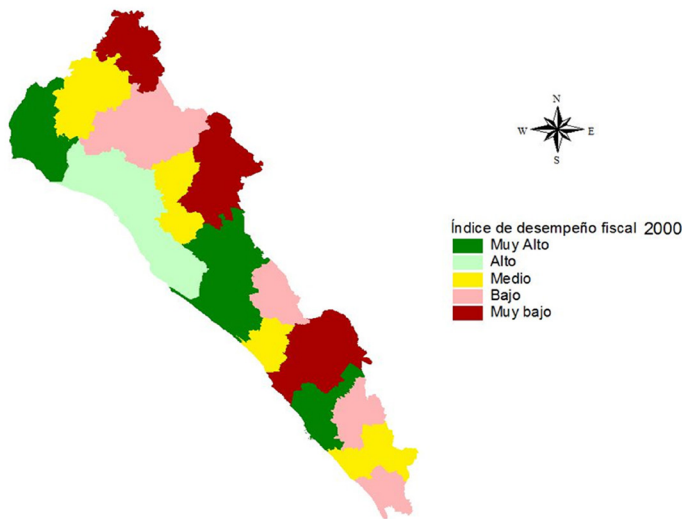 N
W E
S
Índice de desempeño fiscal 2000
Muy Alto
Alto
Medio
Bajo
Muy bajo